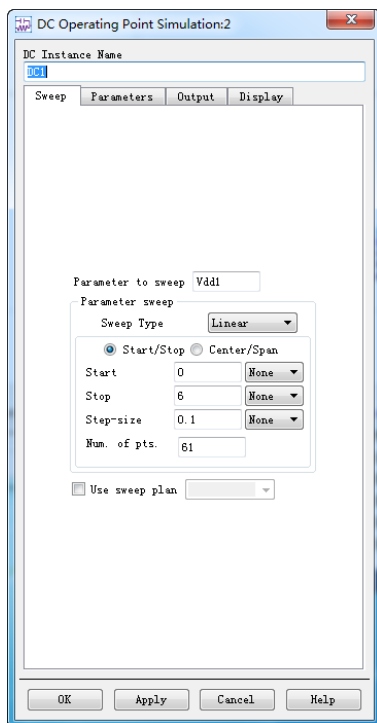 DC Operating Point Simulation:2
DC Instance Name
DC1
Sweep Parameters Output Display
Parameter to sweep Vdd1
Parameter sweep
Sweep Type Linear
Start/Stop Center/Span
Start 0 None
Stop 6 None
Step-size 0.1 None
Num. of pts. 61
Use sweep plan
OK Apply Cancel Help